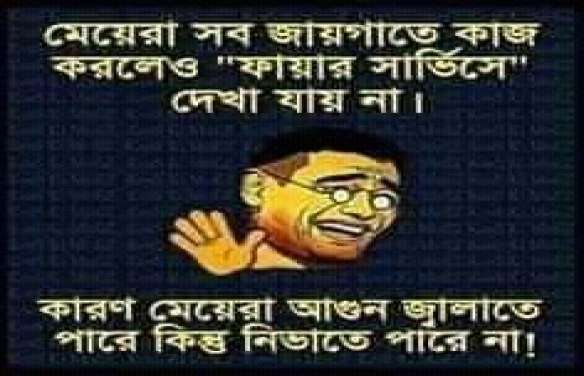 মেয়েরা সব জায়গাতে কাজ
করলেও "ফায়ার সার্ভিসে"
দেখা যায় না।
কারণ মেয়েরা আগুন জ্বালাতে
পারে কিন্তু নিভাতে পারে না!